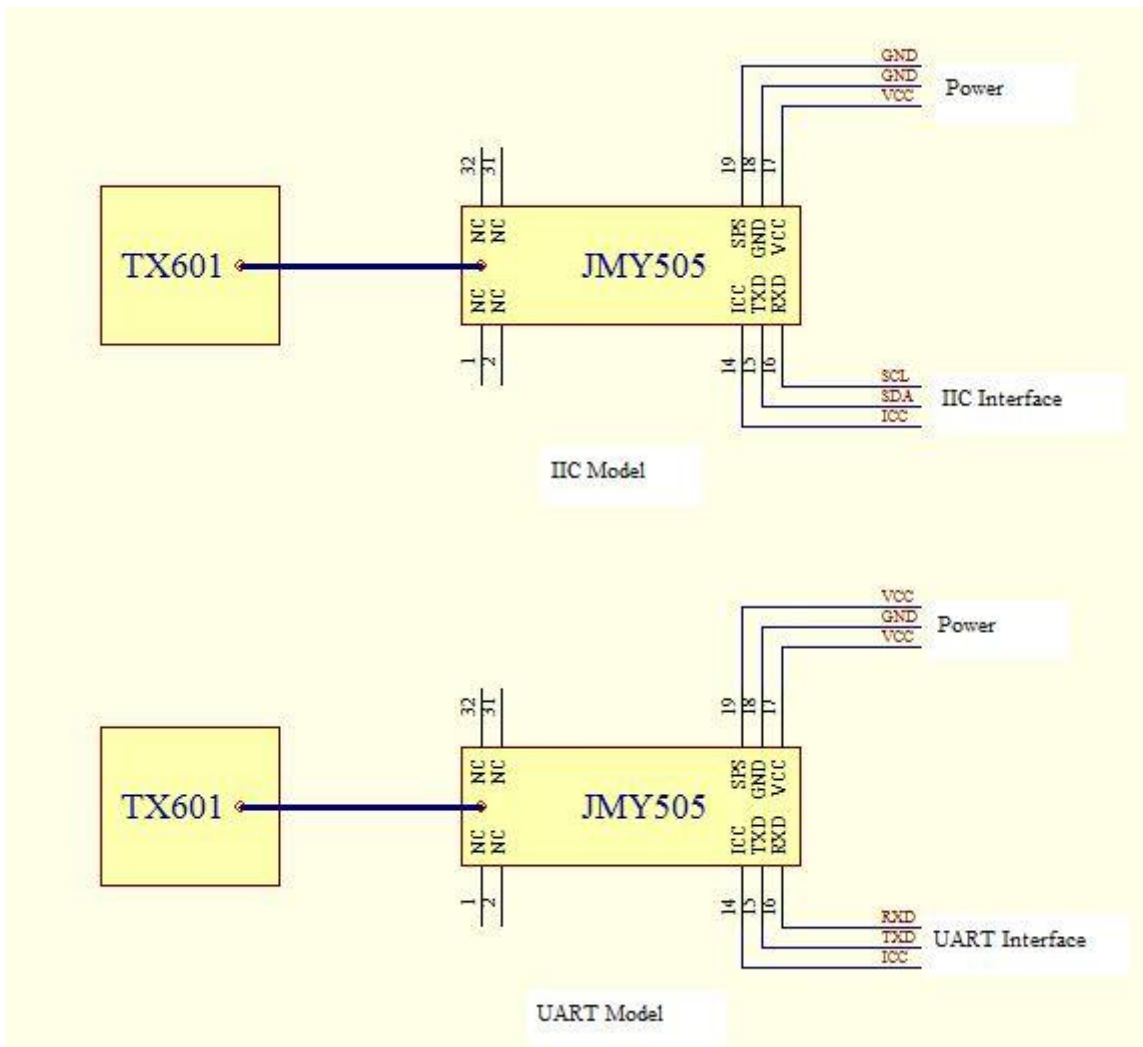 GND
GND
VCC
Power
19
18
17
32
31
SPS
GND
VCC
NC
NC
TX601
JMY505
NC
NC
ICC
TXD
RXD
1
2
14
15
16
SCL
SDA
ICC
IIC Interface
IIC Model
VCC
GND
VCC
Power
19
18
17
32
31
SPS
GND
VCC
NC
NC
TX601
JMY505
NC
NC
ICC
TXD
RXD
1
2
14
15
16
RXD
TXD
ICC
UART Interface
UART Model